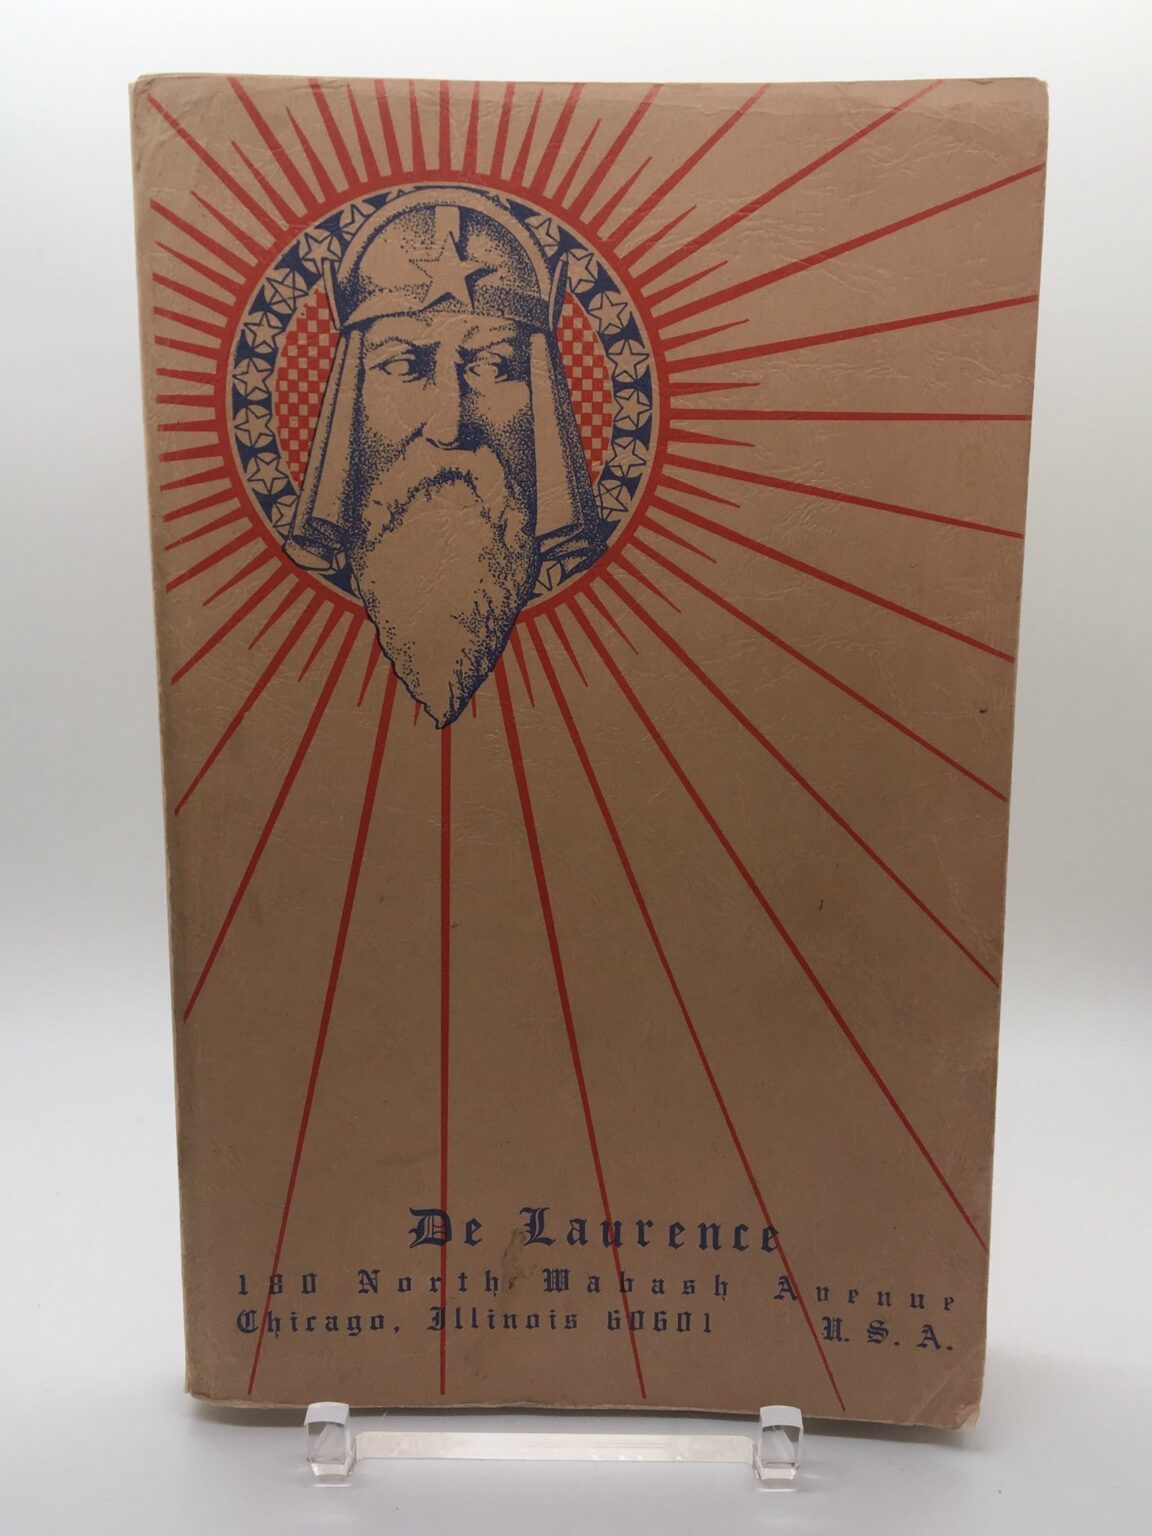 De Laurence
180 North Wabash Avenue
Chicago, Illinois 60601 U. S. A.